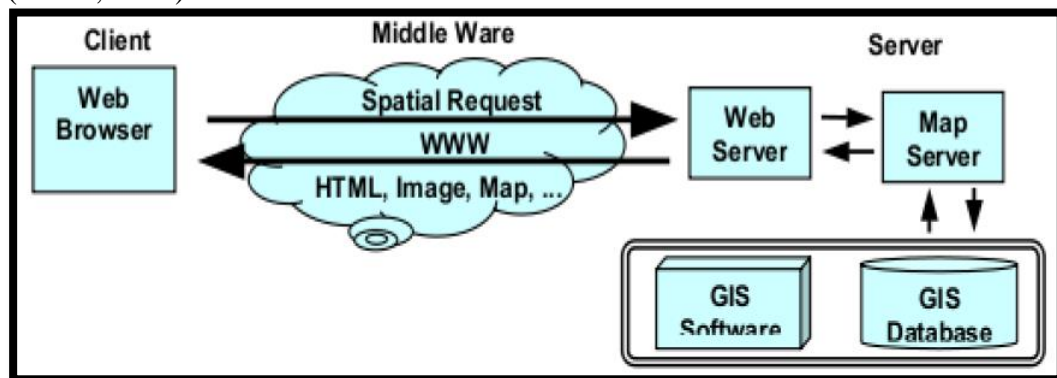 Client
Middle Ware
Server
Web
Browser
Spatial Request
WWW
HTML, Image, Map, ...
Web
Server
Map
Server
GIS
Software
GIS
Database